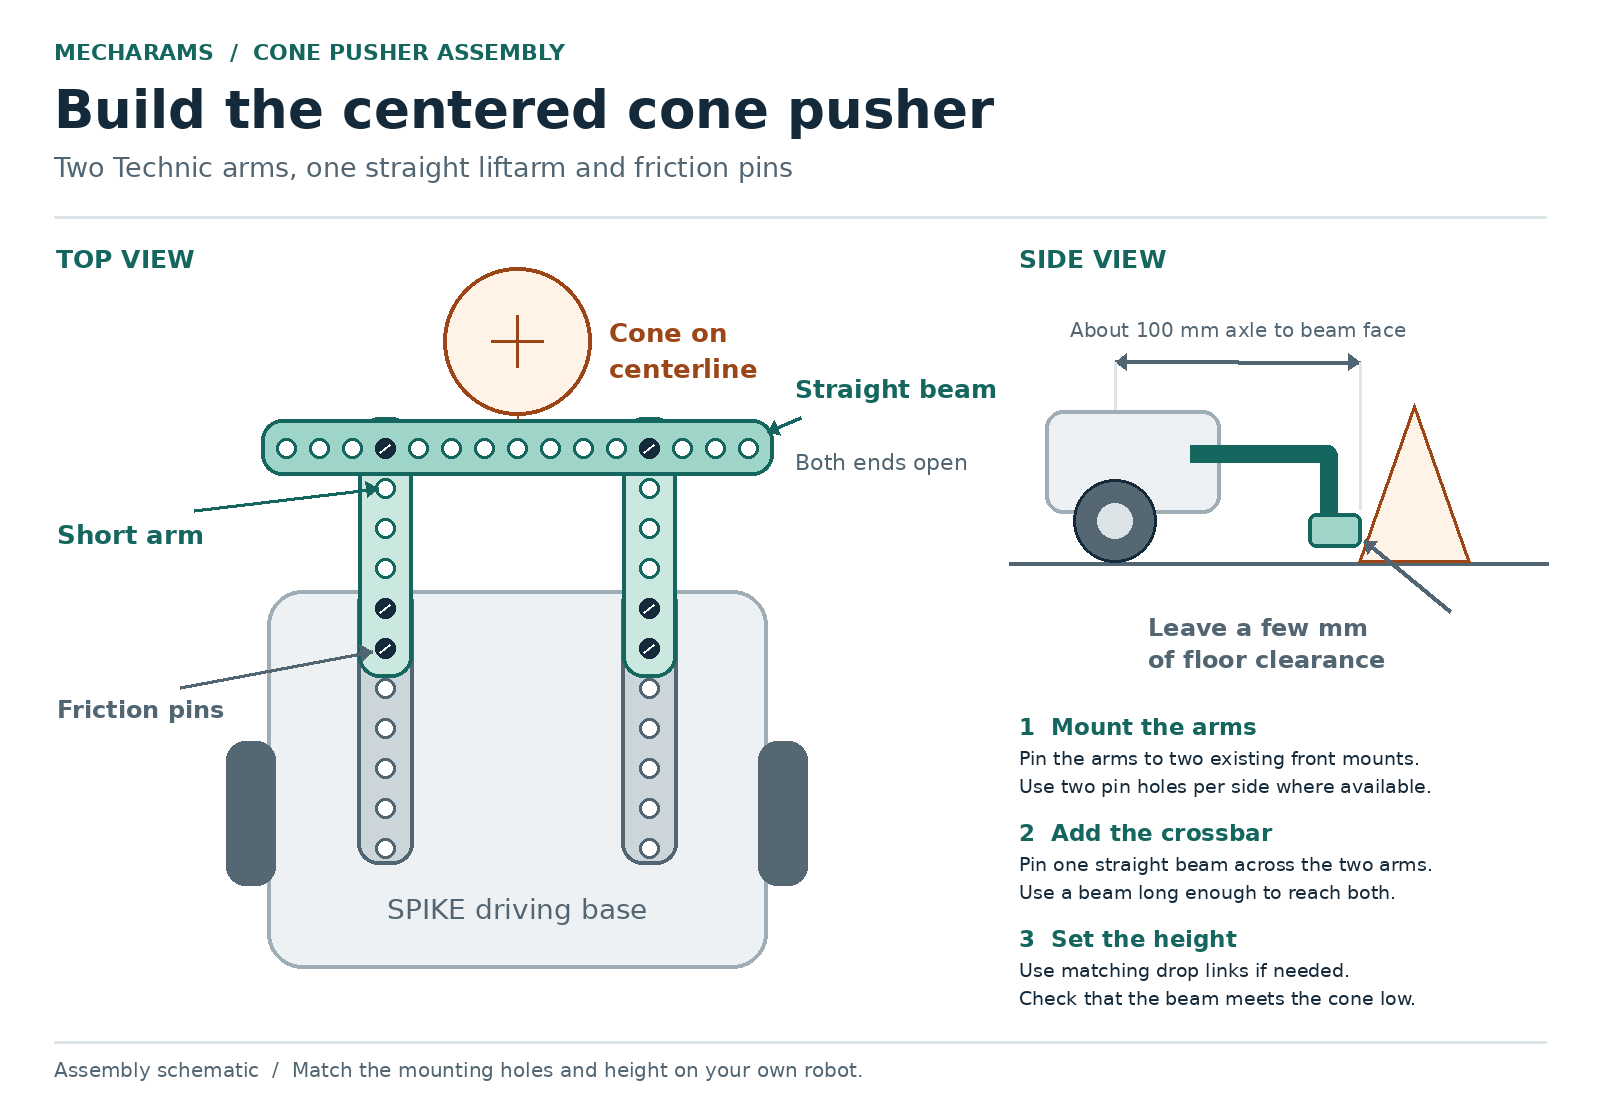 MECHARAMS / CONE PUSHER ASSEMBLY
Build the centered cone pusher
Two Technic arms, one straight liftarm and friction pins
TOP VIEW
Cone on
centerline
Straight beam
Both ends open
Short arm
Friction pins
SPIKE driving base
SIDE VIEW
About 100 mm axle to beam face
Leave a few mm
of floor clearance
1 Mount the arms
Pin the arms to two existing front mounts.
Use two pin holes per side where available.
2 Add the crossbar
Pin one straight beam across the two arms.
Use a beam long enough to reach both.
3 Set the height
Use matching drop links if needed.
Check that the beam meets the cone low.
Assembly schematic / Match the mounting holes and height on your own robot.